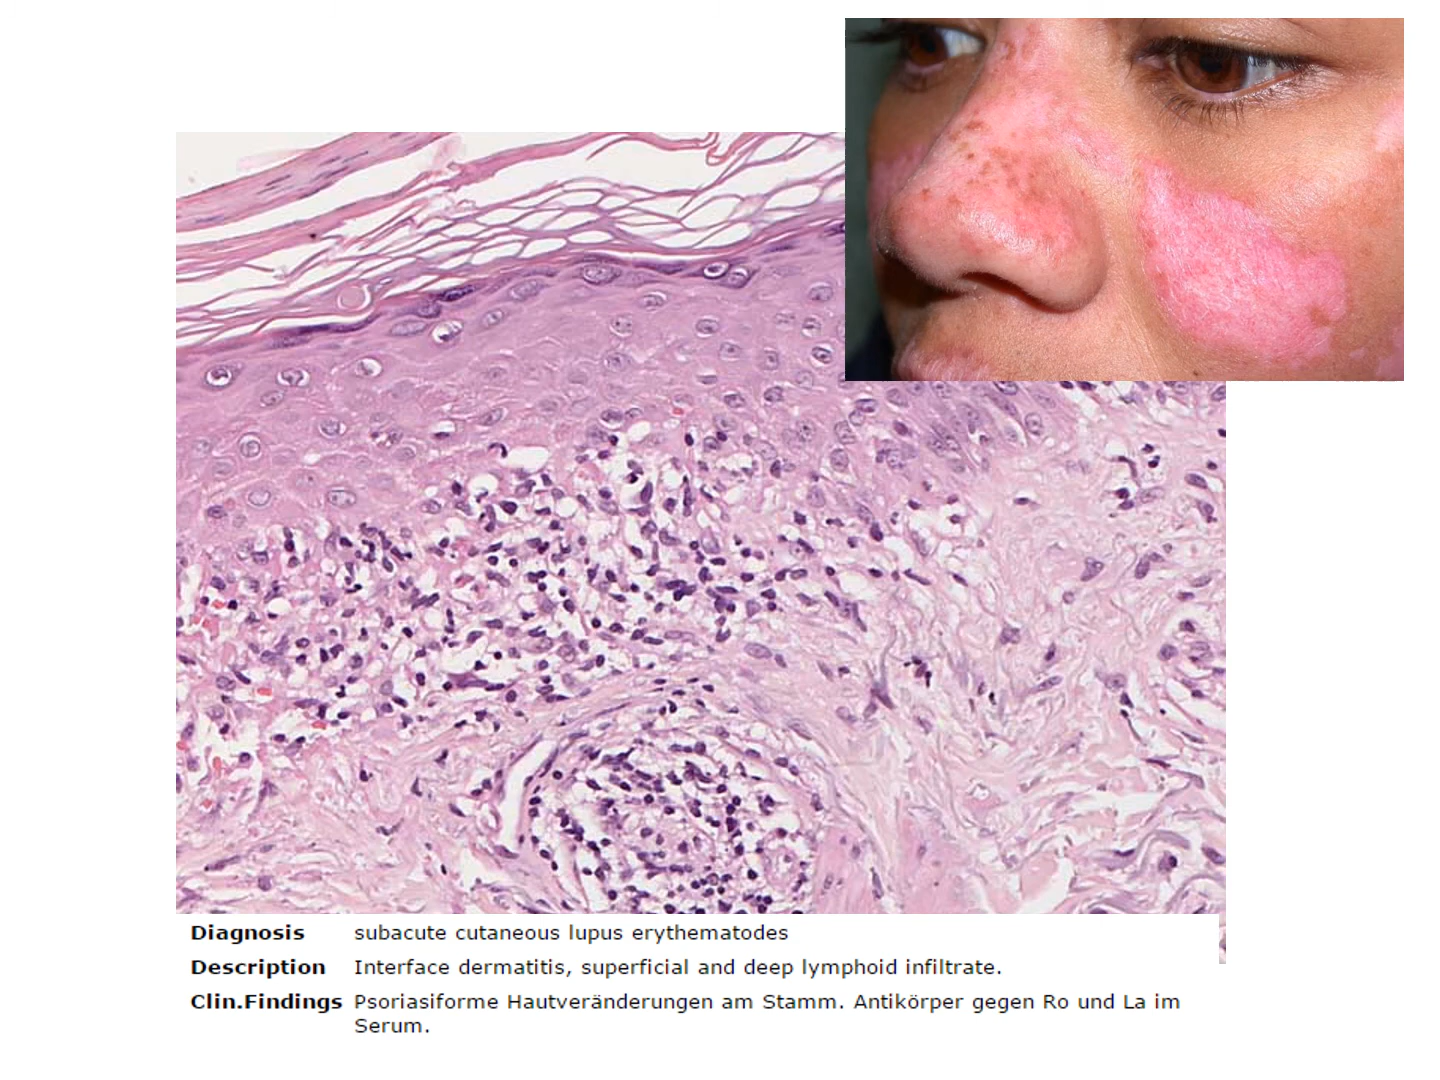 Diagnosis subacute cutaneous lupus erythematodes
Description Interface dermatitis, superficial and deep lymphoid infiltrate.
Clin.Findings Psoriasiforme Hautveränderungen am Stamm. Antikörper gegen Ro und La im
Serum.